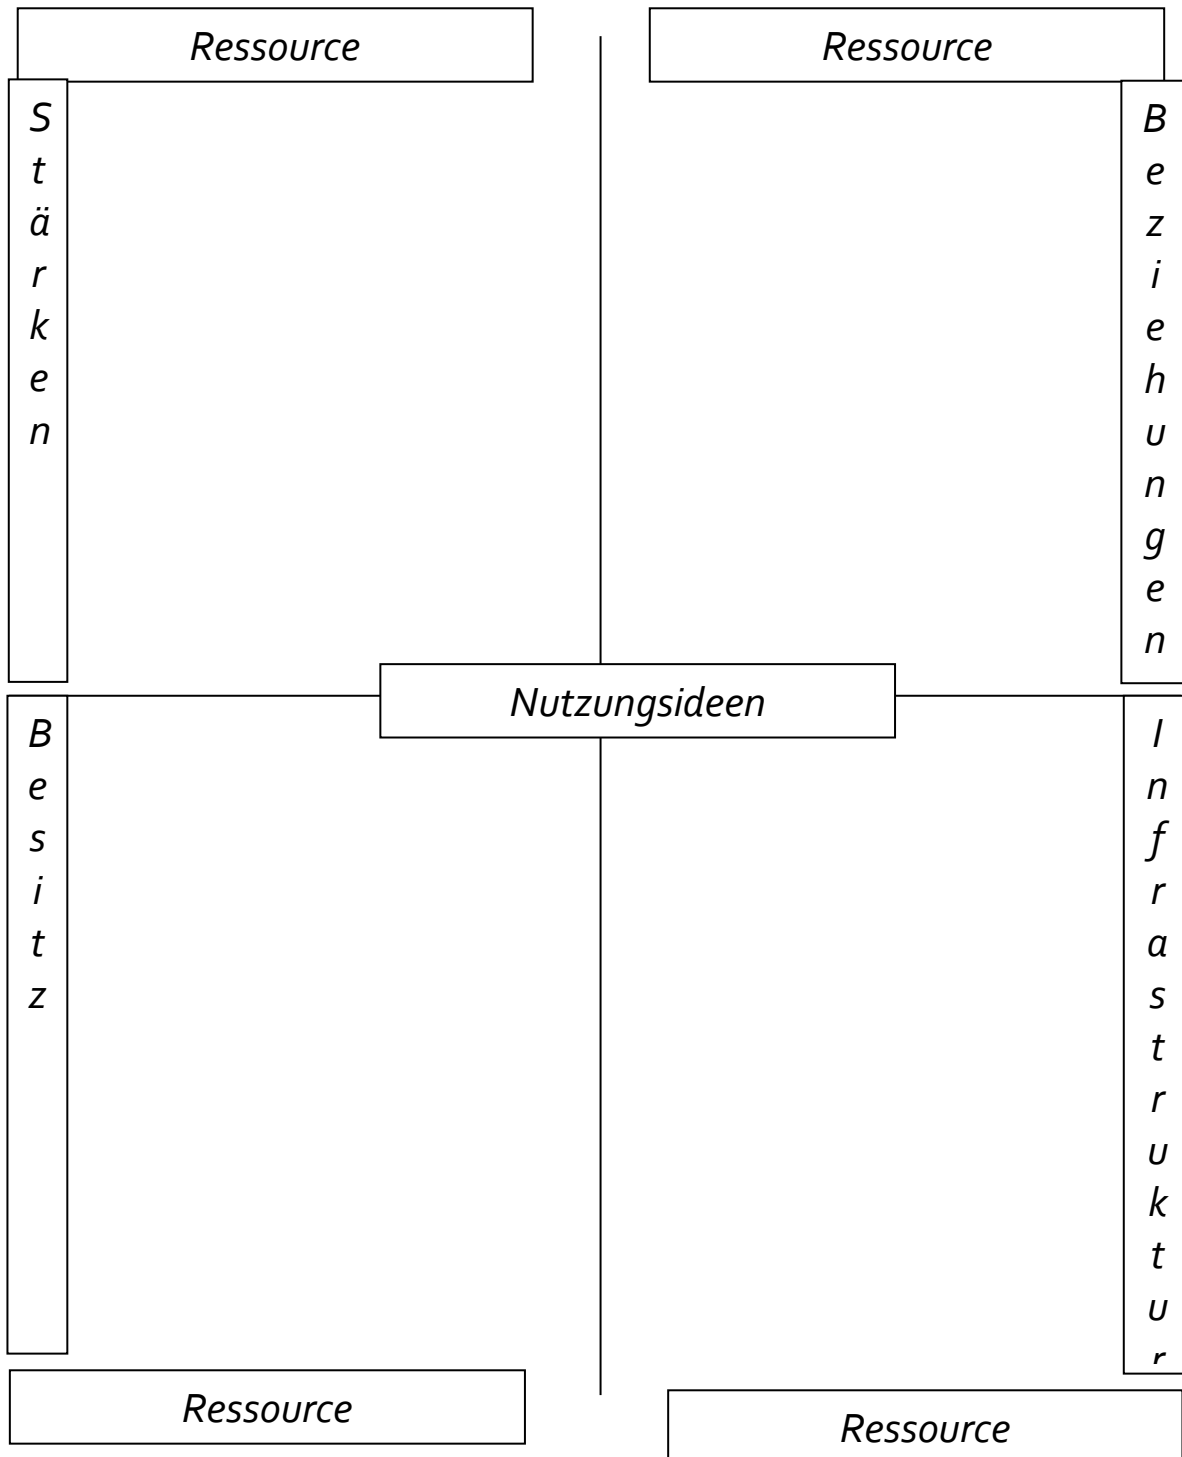 Ressource
Ressource
Stärken
Beziehungen
Nutzungsideen
Besitz
Infrastruktur
Ressource
Ressource